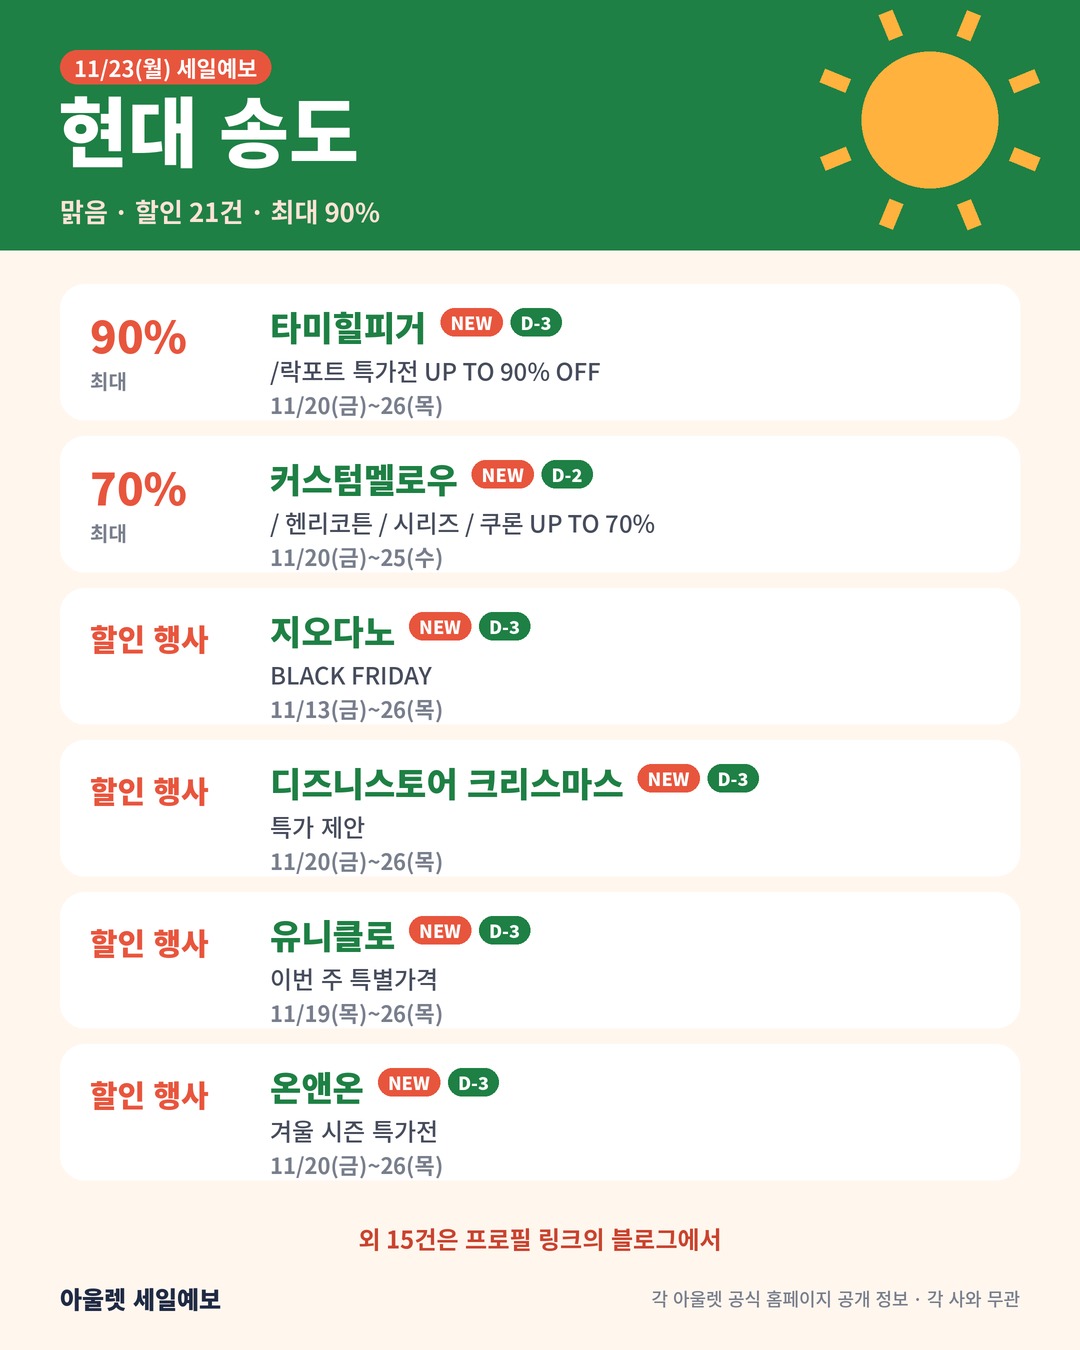 11/23(월) 세일예보
현대 송도
맑음 · 할인 21건 · 최대 90%
90%
최대
타미힐피거 NEW D-3
/락포트 특가전 UP TO 90% OFF
11/20(금)~26(목)
70%
최대
커스텀멜로우 NEW D-2
/ 헨리코튼 / 시리즈 / 쿠론 UP TO 70%
11/20(금)~25(수)
할인 행사
지오다노 NEW D-3
BLACK FRIDAY
11/13(금)~26(목)
할인 행사
디즈니스토어 크리스마스 NEW D-3
특가 제안
11/20(금)~26(목)
할인 행사
유니클로 NEW D-3
이번 주 특별가격
11/19(목)~26(목)
할인 행사
온앤온 NEW D-3
겨울 시즌 특가전
11/20(금)~26(목)
외 15건은 프로필 링크의 블로그에서
아울렛 세일예보
각 아울렛 공식 홈페이지 공개 정보 · 각 사와 무관